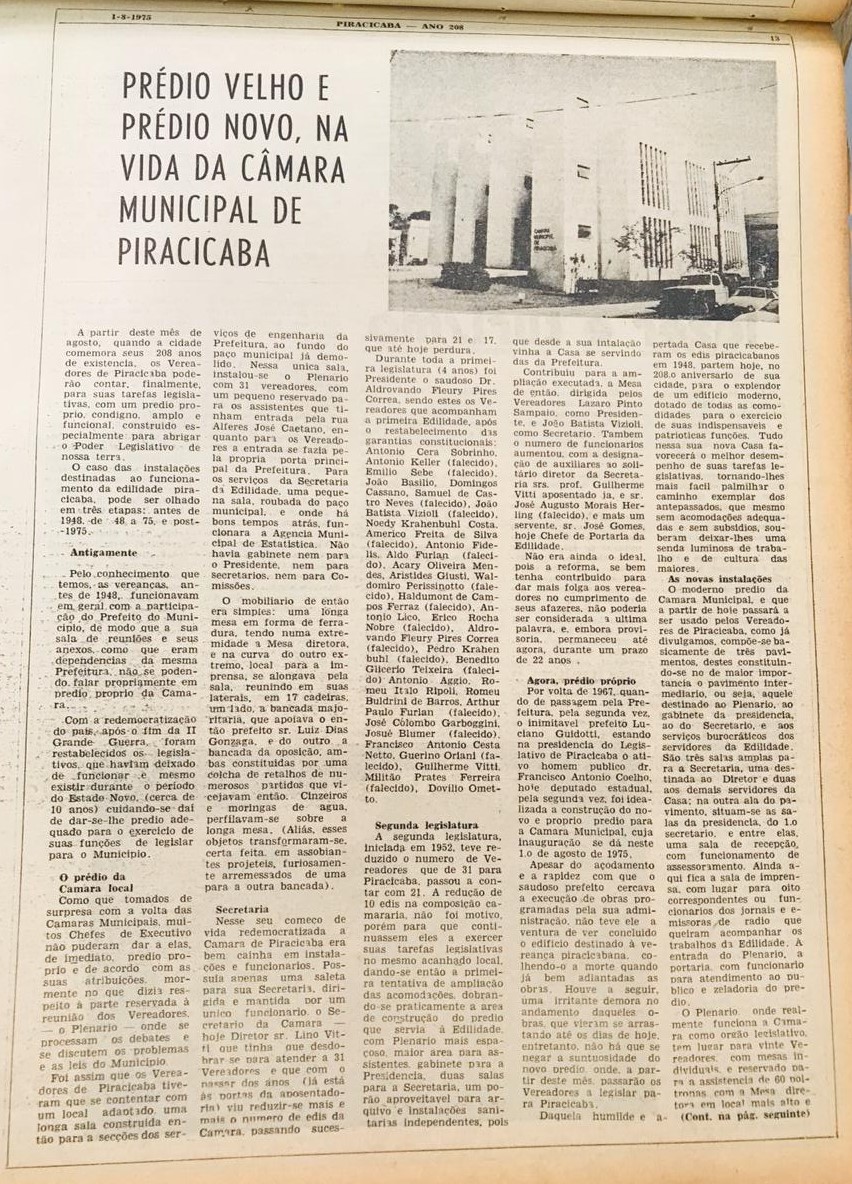 1-8-1975
PIRACICABA — ANO 208
13
PRÉDIO VELHO E
PRÉDIO NOVO, NA
VIDA DA CÂMARA
MUNICIPAL DE
PIRACICABA
CAMARA
MUNICIPAL
DE
PIRACICABA
A partir deste mês de
agosto, quando a cidade
comemora seus 208 anos
de existencia, os Verea-
dores de Piracicaba pode-
rão contar, finalmente,
para suas tarefas legisla-
tivas, com um predio pro-
prio, condigno, amplo e
funcional, construido es-
pecialmente para abrigar
o Poder Legislativo de
nossa terra.
O caso das instalações
destinadas ao funciona-
mento da edilidade pira-
cicaba, pode ser olhado
em três etapas: antes de
1948, de 48 a 75, e post-
-1975.
Antigamente
Pelo conhecimento que
temos, as vereanças, an-
tes de 1948, funcionavam
em geral com a participa-
ção do Prefeito do Muni-
cipio, de modo que a sua
sala de reuniões e seus
anexos, como que eram
dependencias da mesma
Prefeitura, não se poden-
do, falar propriamente em
predio proprio da Cama-
ra.
Com a redemocratização
do país, após o fim da II
Grande Guerra, foram
restabelecidos os legisla-
tivos, que haviam deixado
de funcionar e mesmo
existir durante o periodo
do Estado Novo, (cerca de
10 anos) cuidando-se daí
de dar-se-lhe predio ade-
quado para o exercicio de
suas funções de legislar
para o Municipio.
O prédio da
Camara local
Como que tomados de
surpresa com a volta das
Camaras Municipais, mui-
tos Chefes de Executivo
não puderam dar a elas,
de imediato, predio pro-
prio e de acordo com as
suas atribuições, mor-
mente no que dizia res-
peito à parte reservada à
reunião dos Vereadores,
— o Plenario — onde se
processam os debates e
se discutem os problemas
e as leis do Municipio
Foi assim que os Verea-
dores de Piracicaba tive-
ram que se contentar com
um local adaptado, uma
longa sala construida en-
tão para a secções dos ser-
viços de engenharia da
Prefeitura, ao fundo do
paço municipal já demo-
lido. Nessa unica sala,
instalou-se o Plenario
com 31 vereadores, com
um pequeno reservado pa-
ra os assistentes que ti-
nham entrada pela rua
Alferes José Caetano, en-
quanto para os Vereado-
res a entrada se fazia pe-
la propria porta princi-
pal da Prefeitura. Para
os serviços da Secretaria
da Edilidade, uma peque-
na sala, roubada do paço
municipal, e onde há
bons tempos atrás, fun-
cionara a Agencia Muni-
cipal de Estatistica. Não
havia gabinete nem para
o Presidente, nem para
secretarios, nem para Co-
missões.
O mobiliario de então
era simples: uma longa
mesa em forma de ferra-
dura, tendo numa extre-
midade a Mesa diretora,
e na curva do outro ex-
tremo, local para a im-
prensa, se alongava pela
sala, reunindo em suas
laterais, em 17 cadeiras,
um lado, a bancada majo-
ritaria, que apoiava o en-
tão prefeito sr. Luiz Dias
Gonzaga, e do outro a
bancada da oposição, am-
bas constituidas por uma
colcha de retalhos de nu-
merosos partidos que vi-
cejavam então. Cinzeiros
e moringas de agua,
perfilavam-se sobre a
longa mesa. (Aliás, esses
objetos transformaram-se,
certa feita, em assobian-
tes projeteis, furiosamen-
te arremessados de uma
para a outra bancada).
Secretaria
Nesse seu começo de
vida redemocratizada a
Camara de Piracicaba era
bem cainha em instala-
ções e funcionarios. Pos-
suia apenas uma saleta
para sua Secretaria, diri-
gida e mantida por um
unico funcionario, o Se-
cretario da Camara —
hoje Diretor sr. Lino Vit-
ti que tinha que desdo-
brar se para atender a 31
Vereadores e que com o
passar dos anos (já está
às portas da aposentado-
ria) viu reduzir-se mais e
mais o numero de edis da
Camara, passando suces-
sivamente para 21 e 17,
que até hoje perdura.
Durante toda a primei-
ra legislatura (4 anos) foi
Presidente o saudoso Dr.
Aldrovando Fleury Pires
Correa, sendo estes os Ve-
readores que acompanham
a primeira Edilidade, após
o restabelecimento das
garantias constitucionais:
Antonio Cera Sobrinho,
Antonio Keller (falecido),
Emilio Sebe (falecido),
João Basilio, Domingos
Cassano, Samuel de Cas-
tro Neves (falecido), João
Batista Vizioli (falecido),
Noedy Krahenbuhl Costa,
Americo Freita de Silva
(falecido), Antonio Fide-
lis, Aldo Furlan (faleci-
do), Acary Oliveira Men-
des, Aristides Giusti, Wal-
domiro Perissinotto (fale-
cido), Haldumont de Cam-
pos Ferraz (falecido), An-
tonio Lico, Erico Rocha
Nobre (falecido), Aldro-
vando Fleury Pires Correa
(falecido), Pedro Krahen
buhl (falecido), Benedito
Glicerio Teixeira (faleci-
do) Antonio Aggio, Ro-
meu Italo Ripoli, Romeu
Buldrini de Barros, Arthur
Paulo Furlan (falecido),
José Côlombo Garboggini,
Josué Blumer (falecido),
Francisco Antonio Costa
Netto, Guerino Oriani (fa-
lecido), Guilherme Vitti,
Militão Prates Ferreira
(falecido), Dovilio Omet-
to.
Segunda legislatura
A segunda legislatura,
iniciada em 1952, teve re-
duzido o numero de Ve-
readores que de 31 para
Piracicaba, passou a con-
tar com 21. A redução de
10 edis na composição ca-
mararia, não foi motivo,
porém para que conti-
nuassem eles a exercer
suas tarefas legislativas
no mesmo acanhado local,
dando-se então a primei-
ra tentativa de ampliação
das acomodações, dobran-
do-se praticamente a area
de construção do predio
que servia à Edilidade,
com Plenario mais espa-
çoso, maior area para as-
sistentes, gabinete para a
Presidencia, duas salas
para a Secretaria, um po-
rão aproveitavel para ar-
quivo e instalações sani-
tarias independentes, pois
que desde a sua intalação
vinha a Casa se servindo
das da Prefeitura.
Contribuiu para a am-
pliação executada, a Mesa
de então, dirigida pelos
Vereadores Lazaro Pinto
Sampaio, como Presiden-
te, e João Batista Vizioli,
como Secretario. Tambem
o numero de funcionarios
aumentou, com a designa-
ção de auxiliares ao soli-
tário diretor da Secreta-
ria srs. prof. Guilherme
Vitti aposentado ja, e sr.
José Augusto Morais Her-
ling (falecido), e mais um
servente, sr. José Gomes,
hoje Chefe de Portaria da
Edilidade.
Não era ainda o ideal,
pois a reforma, se bem
tenha contribuido para
dar mais folga aos verea-
dores no cumprimento de
seus afazeres, não poderia
ser considerada a ultima
palavra, e, embora provi-
soria, permaneceu até
agora, durante um prazo
de 22 anos .
Agora, prédio próprio
Por volta de 1967, quan-
do de passagem pela Pre-
feitura, pela segunda vez,
o inimitavel prefeito Lu-
ciano Guidotti, estando
na presidencia do Legis-
lativo de Piracicaba o ati-
vo homem publico dr.
Francisco Antonio Coelho,
hoje deputado estadual,
pela segunda vez, foi idea-
lizada a construção do no-
vo e proprio predio para
a Camara Municipal, cuja
inauguração se dá neste
1.o de agosto de 1975.
Apesar do açodamento
e a rapidez com que o
saudoso prefeito cercava
a execução de obras pro-
gramadas pela sua admi-
nistração, não teve ele a
ventura de ver concluido
o edificio destinado à ve-
reança piracicabana, co-
lhendo-o a morte quando
já bem adiantadas as
obras. Houve a seguir,
uma irritante demora no
andamento daqueles o-
bras, que vieram se arras-
tando até os dias de hoje,
entretanto, não há que se
negar a suntuosidade do
novo predio onde, a par-
tir deste mês, passarão os
Vereadores a legislar pa-
ra Piracicaba.
Daquela humilde e a-
pertada Casa que recebe-
ram os edis piracicabanos
em 1948, partem hoje, no
208.o aniversario de sua
cidade, para o explendor
de um edificio moderno,
dotado de todas as como-
didades para o exercicio
de suas indispensaveis e
patrioticas funções. Tudo
nessa sua nova Casa fa-
vorecerá o melhor desem-
penho de suas tarefas le-
gislativas, tornando-lhes
mais facil palmilhar o
caminho exemplar dos
antepassados, que mesmo
sem acomodações adequa-
das e sem subsidios, sou-
beram deixar-lhes uma
senda luminosa de traba-
lho e de cultura das
maiores.
As novas instalações
O moderno predio da
Camara Municipal, e que
a partir de hoje passará a
ser usado pelos Vereado-
res de Piracicaba, como já
divulgamos, compõe-se ba-
sicamente de três pavi-
mentos, destes constituin-
do-se no de maior impor-
tancia o pavimento inter-
mediario, ou seja, aquele
destinado ao Plenario, ao
gabinete da presidencia,
ao do Secretario, e aos
serviços burocráticos dos
servidores da Edilidade.
São três salas amplas pa-
ra a Secretaria, uma des-
tinada ao Diretor e duas
aos demais servidores da
Casa; na outra ala do pa-
vimento, situam-se as sa-
las da presidencia, do 1.o
secretario, e entre elas,
uma sala de recepção,
com funcionamento de
assessoramento. Ainda a-
qui fica a sala de impren-
sa, com lugar para oito
correspondentes ou fun-
cionarios dos jornais e e-
missoras de radio que
queiram acompanhar os
trabalhos da Edilidade. À
entrada do Plenario, a
portaria, com funcionario
para atendimento ao pu-
blico e zeladoria do pre-
dio.
O Plenario, onde real-
mente funciona a Cama-
ra como orgão legislativo,
tem lugar para vinte Ve-
readores, com mesas in-
dividuais, e reservado pa-
ra a assistencia de 60 pol-
tronas com a Mesa dire-
tora em local mais alto e
(Cont. na pág. seguinte)